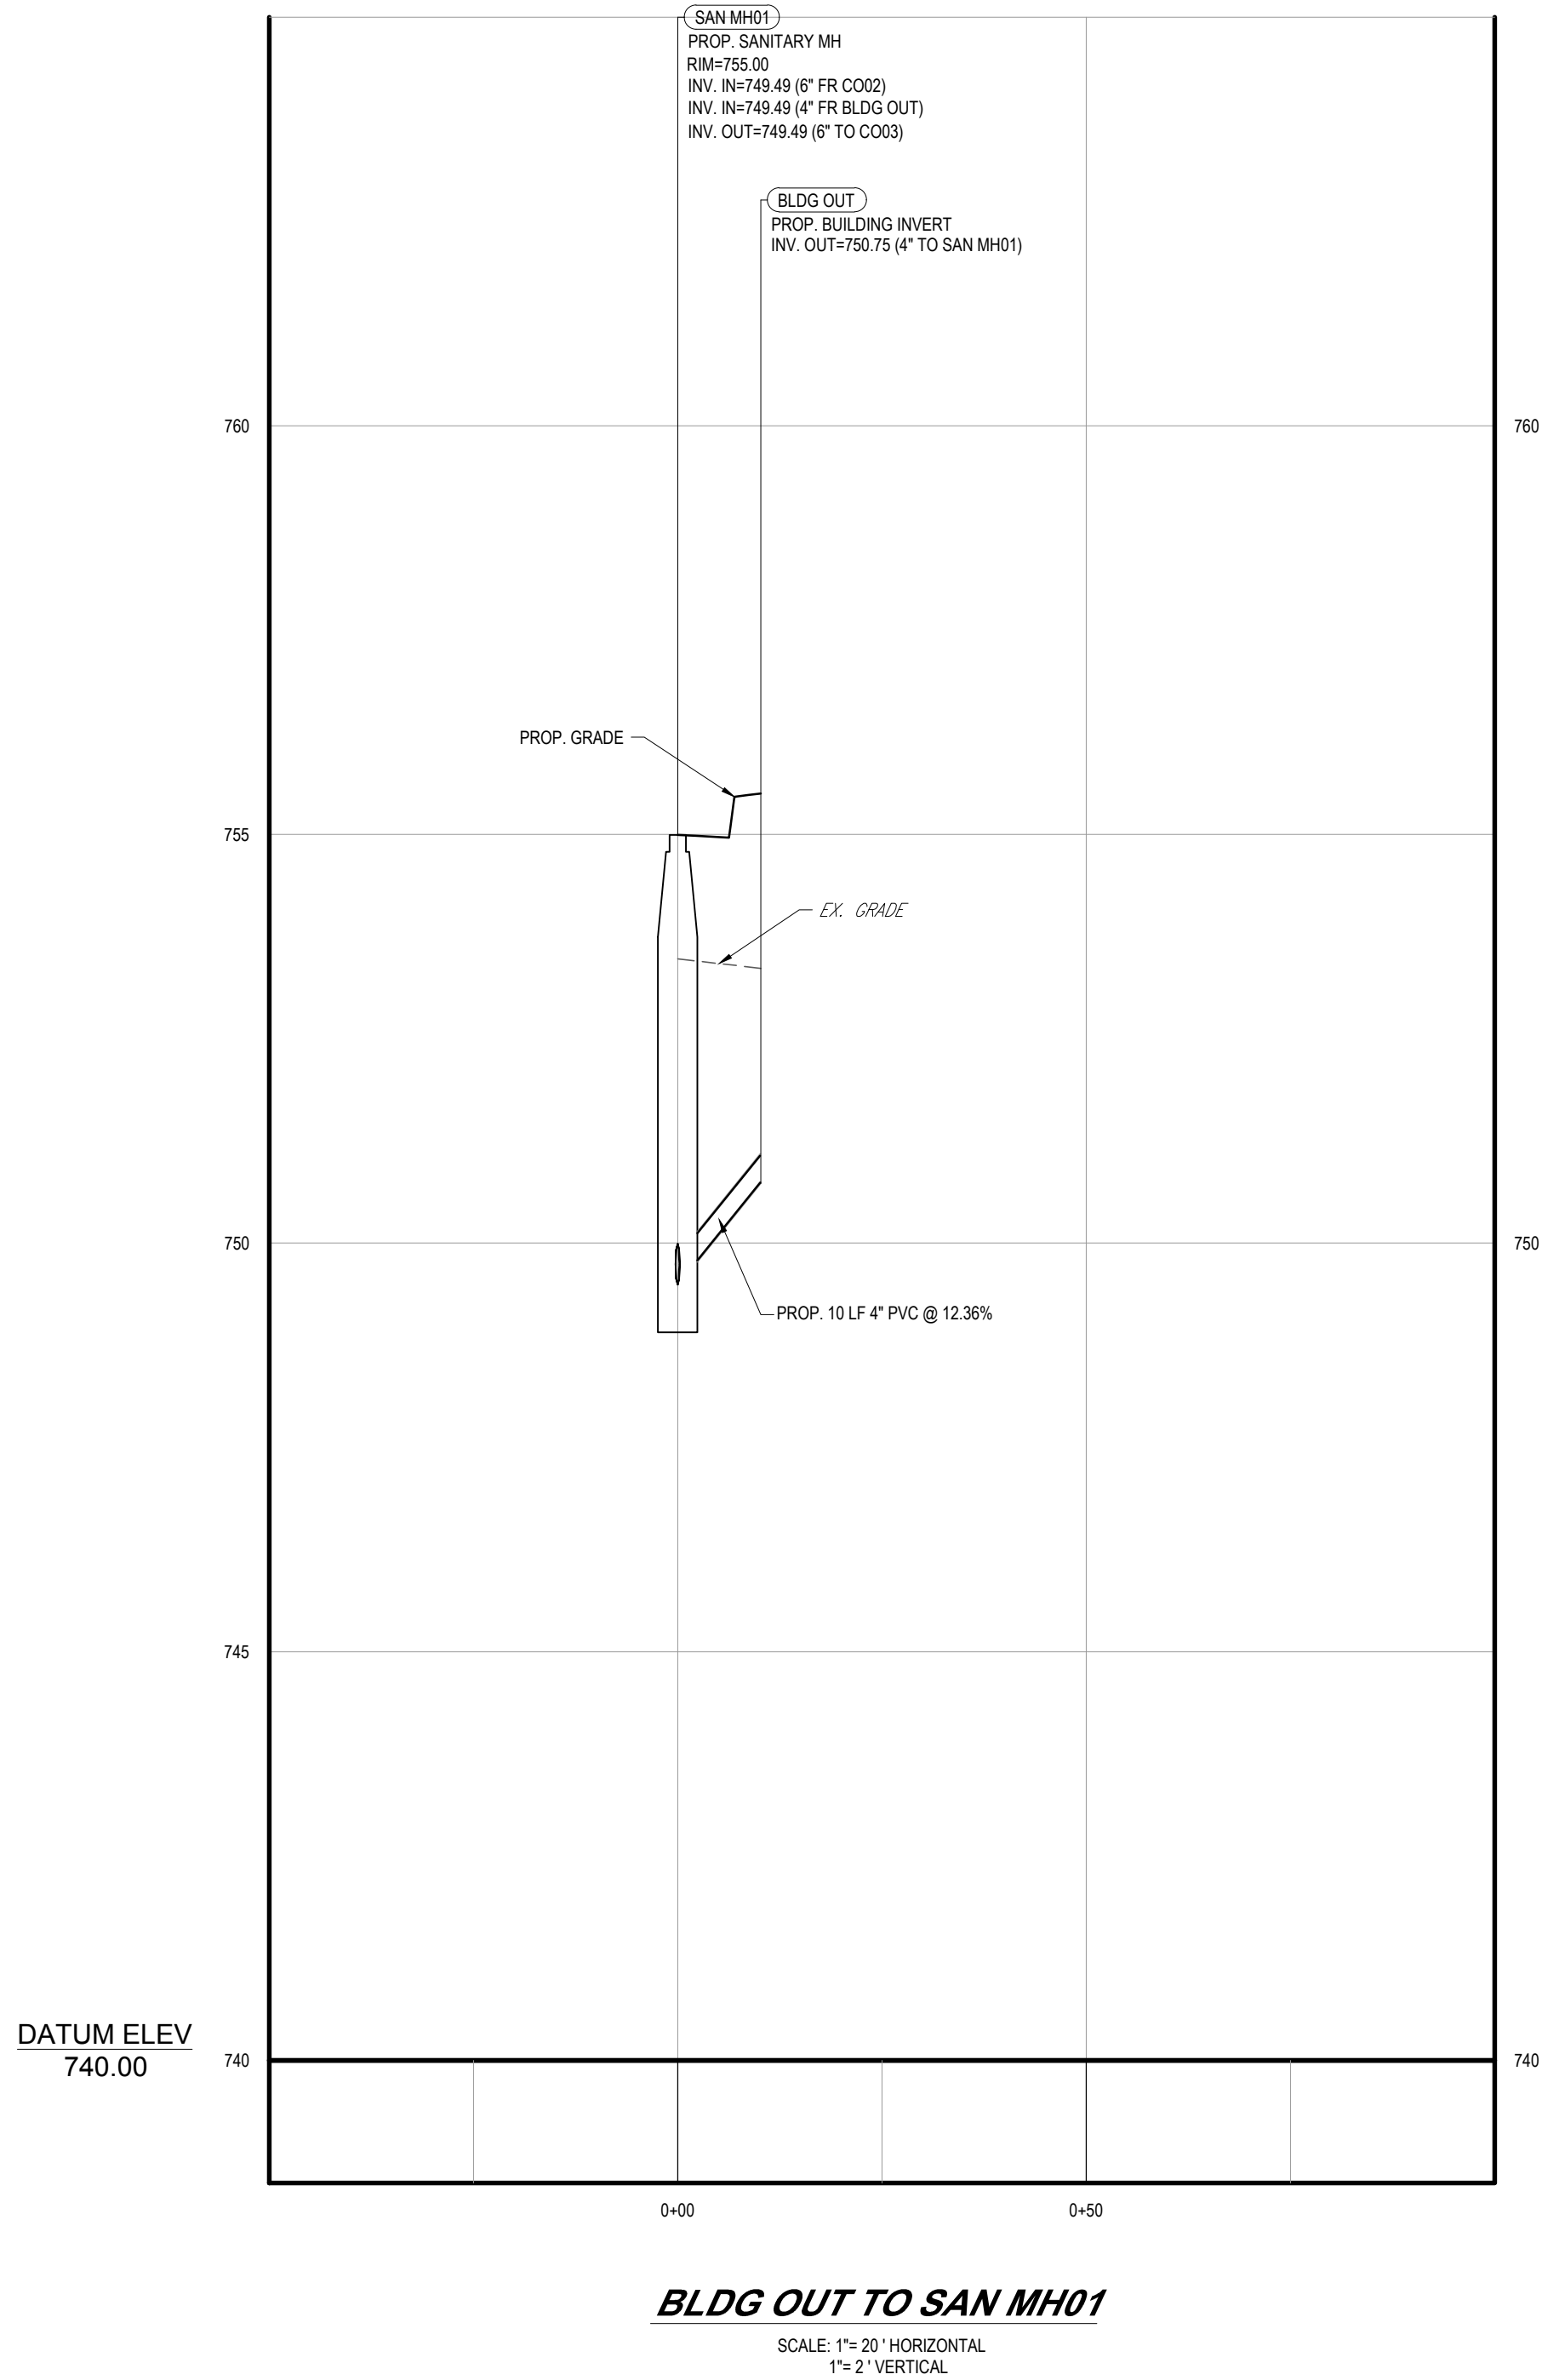 SAN MH01
PROP. SANITARY MH
RIM=755.00
INV. IN=749.49 (6" FR CO02)
INV. IN=749.49 (4" FR BLDG OUT)
INV. OUT=749.49 (6" TO CO03)
BLDG OUT
PROP. BUILDING INVERT
INV. OUT=750.75 (4" TO SAN MH01)
760
760
PROP. GRADE
755
755
EX. GRADE
750
750
PROP. 10 LF 4" PVC @ 12.36%
745
745
DATUM ELEV
740.00
740
740
0+00
0+50
BLDG OUT TO SAN MH01
SCALE: 1"= 20 ' HORIZONTAL
1"= 2 ' VERTICAL